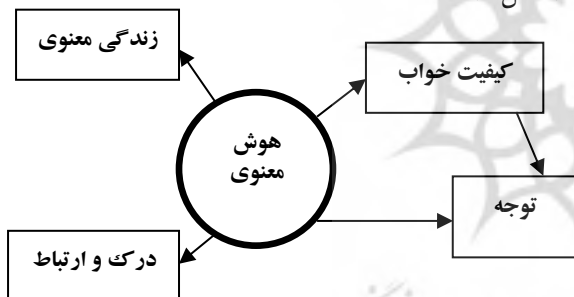 زندگی معنوی
کیفیت خواب
هوش
معنوی
توجه
درک و ارتباط